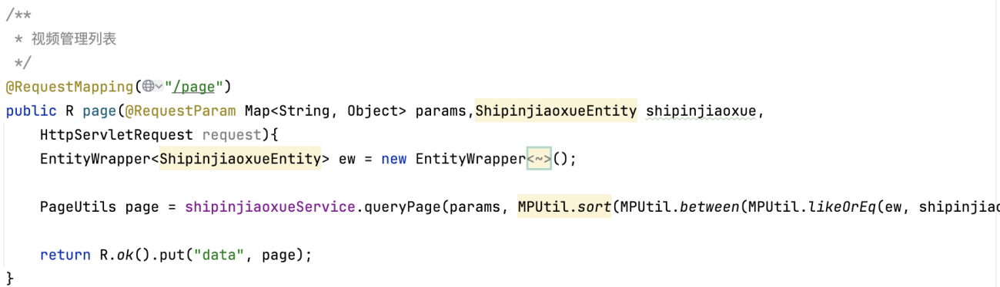 /**
 * 视频管理列表
 */
@RequestMapping("/page")
public R page(@RequestParam Map<String, Object> params,ShipinjiaoxueEntity shipinjiaoxue,
    HttpServletRequest request){
    EntityWrapper<ShipinjiaoxueEntity> ew = new EntityWrapper<~>();
    PageUtils page = shipinjiaoxueService.queryPage(params, MPUtil.sort(MPUtil.between(MPUtil.likeOrEq(ew, shipinjiao
    return R.ok().put("data", page);
}